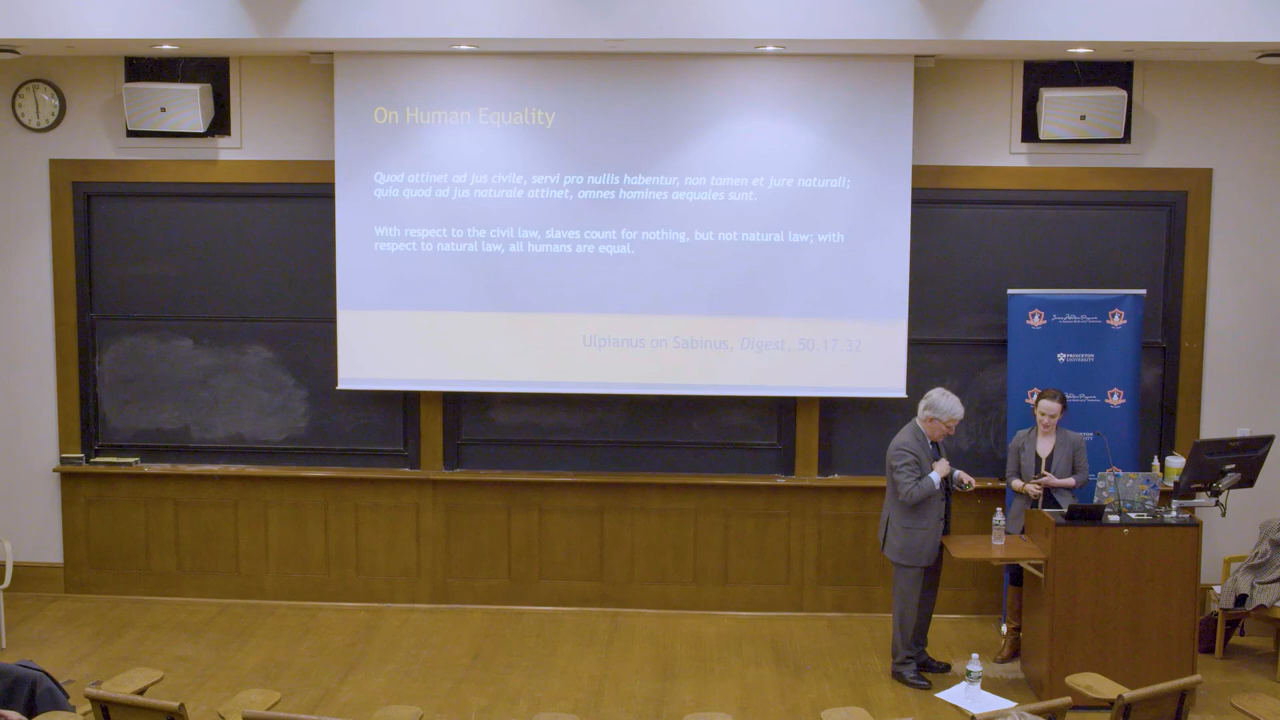 On Human Equality
Quod attinet ad jus civile, servi pro nullis habentur, non tamen et jure naturali;
quia quod ad jus naturale attinet, omnes homines aequales sunt.
With respect to the civil law, slaves count for nothing, but not natural law; with
respect to natural law, all humans are equal.
Ulpianus on Sabinus, Digest, 50.17.32
James Madison Program
PRINCETON
UNIVERSITY